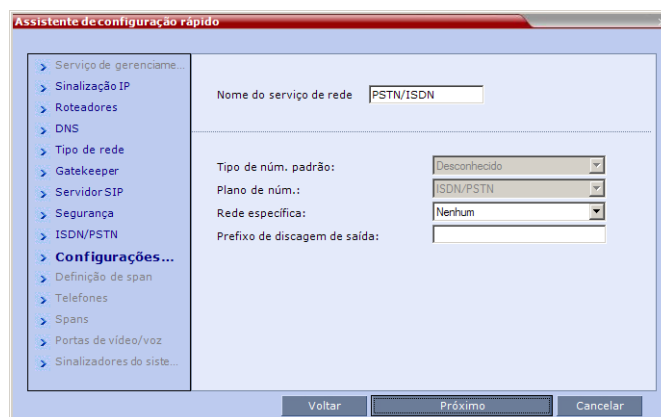 Assistente de configuração rápido
Serviço de gerenciame...
Sinalização IP
Roteadores
DNS
Tipo de rede
Gatekeeper
Servidor SIP
Segurança
ISDN/PSTN
Configurações...
Definição de span
Telefones
Spans
Portas de vídeo/voz
Sinalizadores do siste...
Nome do serviço de rede PSTN/ISDN
Tipo de núm. padrão: Desconhecido
Plano de núm.: ISDN/PSTN
Rede específica: Nenhum
Prefixo de discagem de saída:
Voltar Próximo Cancelar